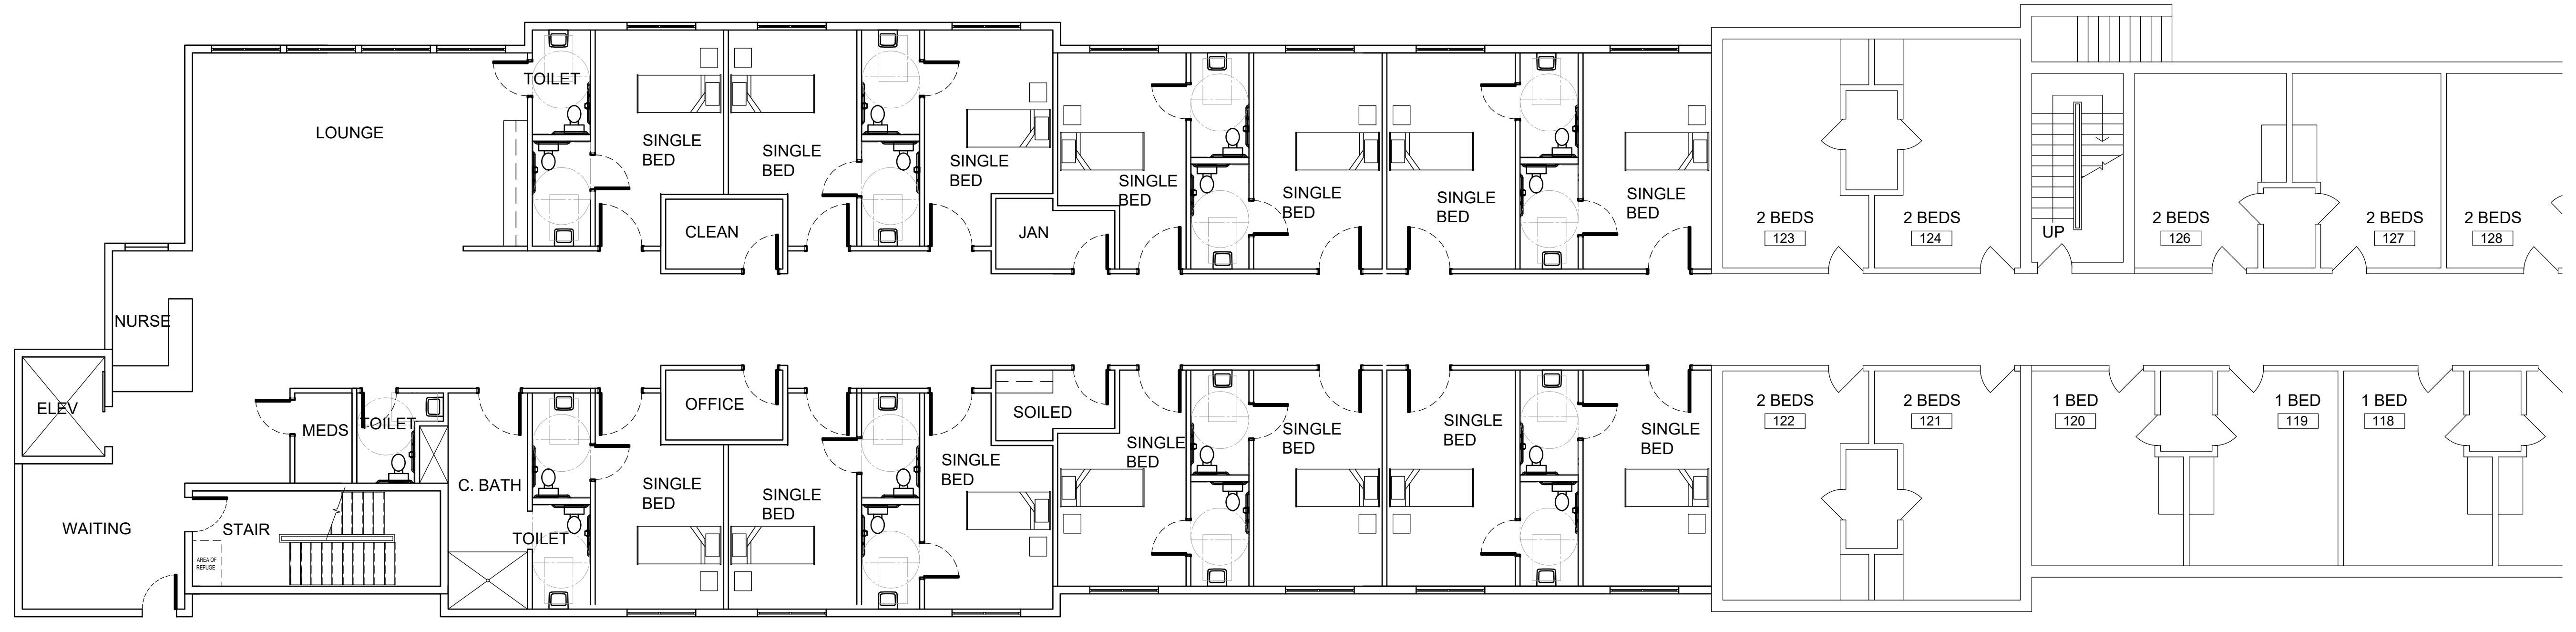 TOILET
LOUNGE
SINGLE
BED
SINGLE
BED
SINGLE
BED
SINGLE
BED
SINGLE
BED
SINGLE
BED
SINGLE
BED
CLEAN
JAN
2 BEDS
123
2 BEDS
124
UP
2 BEDS
126
2 BEDS
127
2 BEDS
128
NURSE
ELEV
MEDS
TOILET
OFFICE
SOILED
2 BEDS
122
2 BEDS
121
1 BED
120
1 BED
119
1 BED
118
SINGLE
BED
SINGLE
BED
SINGLE
BED
SINGLE
BED
SINGLE
BED
SINGLE
BED
SINGLE
BED
C. BATH
WAITING
STAIR
TOILET
AREA OF
REFUGE